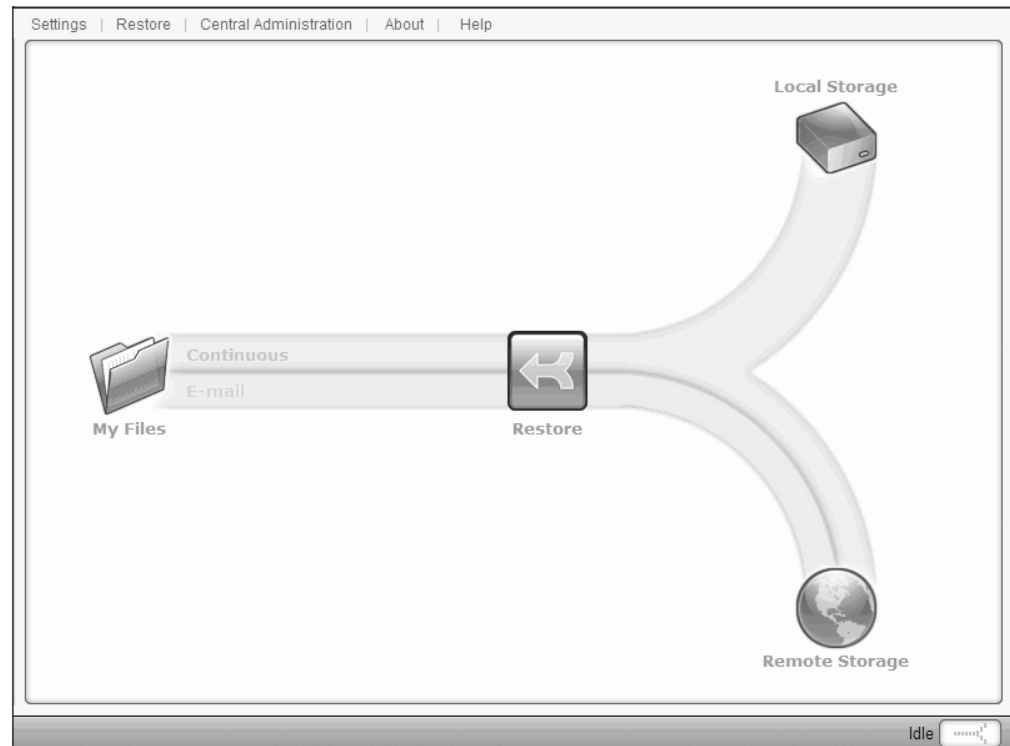 Settings | Restore | Central Administration | About | Help
Local Storage
Continuous
E-mail
My Files
Restore
Remote Storage
Idle